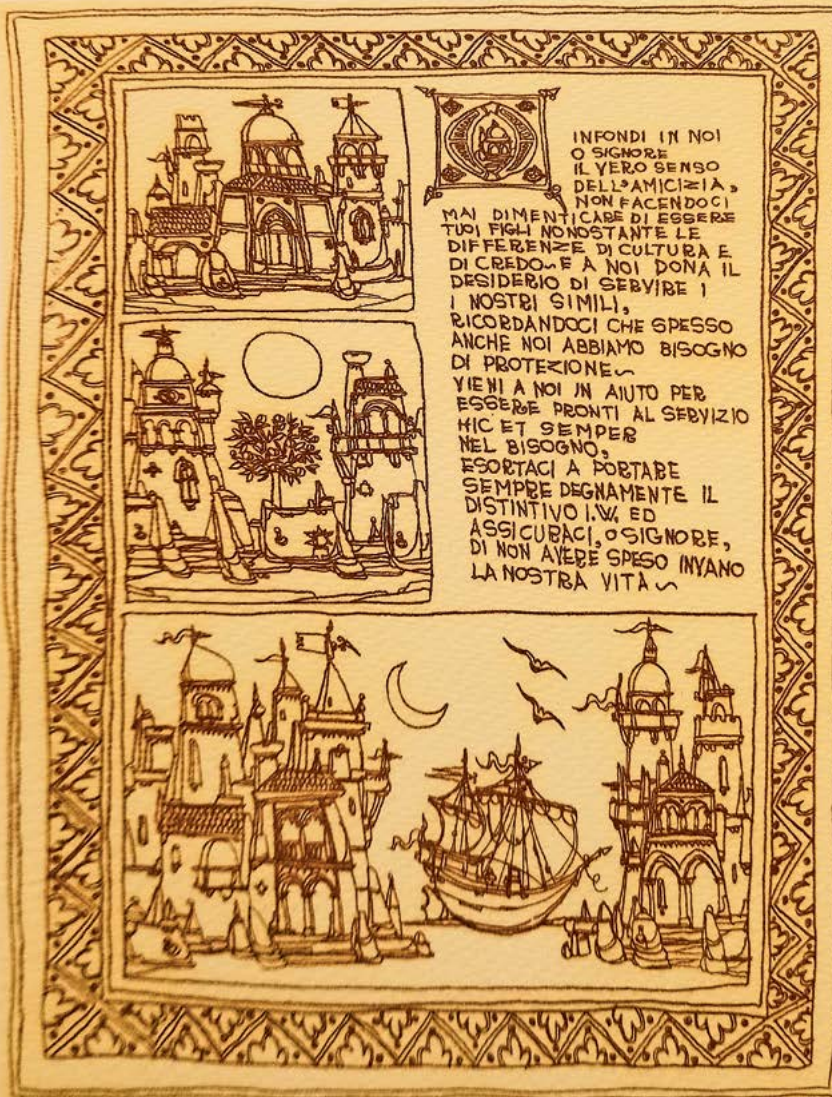 INFONDI IN NOI
O SIGNORE
IL VERO SENSO
DELL'AMICIZIA,
NON FACENDOCI
MAI DIMENTICARE DI ESSERE
TUOI FIGLI NONOSTANTE LE
DIFFERENZE DI CULTURA E
DI CREDO~E A NOI DONA IL
DESIDERIO DI SERVIRE I
I NOSTRI SIMILI,
RICORDANDOCI CHE SPESSO
ANCHE NOI ABBIAMO BISOGNO
DI PROTEZIONE~
VIENI A NOI IN AIUTO PER
ESSERE PRONTI AL SERVIZIO
HIC ET SEMPER
NEL BISOGNO,
ESORTACI A PORTARE
SEMPRE DEGNAMENTE IL
DISTINTIVO I.W. ED
ASSICURACI, O SIGNORE,
DI NON AVERE SPESO INVANO
LA NOSTRA VITA~